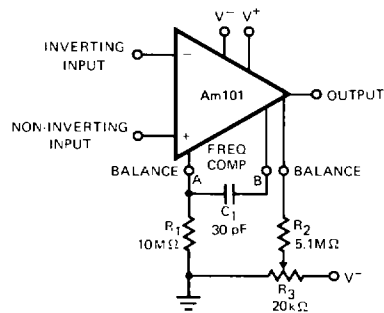 V⁻ V⁺
INVERTING
INPUT
−
Am101
OUTPUT
NON-INVERTING
INPUT
+
FREQ
COMP
BALANCE A B BALANCE
C₁
30 pF
R₁
10MΩ
R₂
5.1MΩ
V⁻
R₃
20kΩ